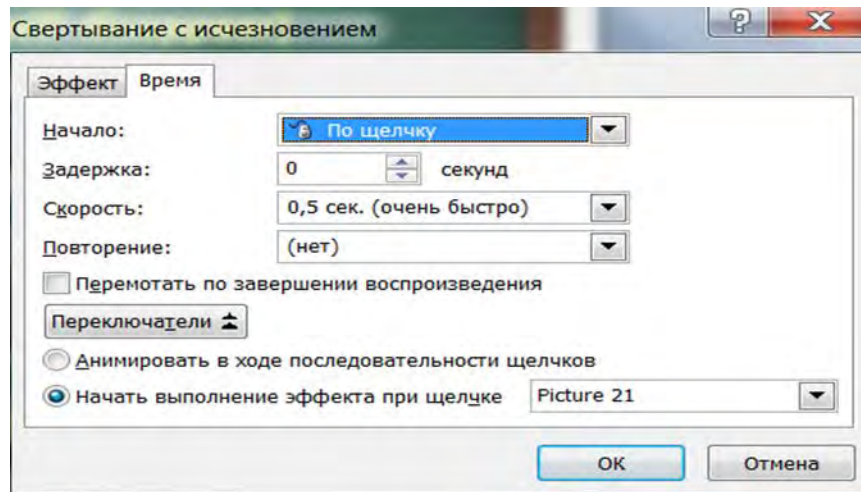 Свертывание с исчезновением
Эффект Время
Начало: По щелчку
Задержка: 0 секунд
Скорость: 0,5 сек. (очень быстро)
Повторение: (нет)
Перемотать по завершении воспроизведения
Переключатели
Анимировать в ходе последовательности щелчков
Начать выполнение эффекта при щелчке Picture 21
ОК Отмена